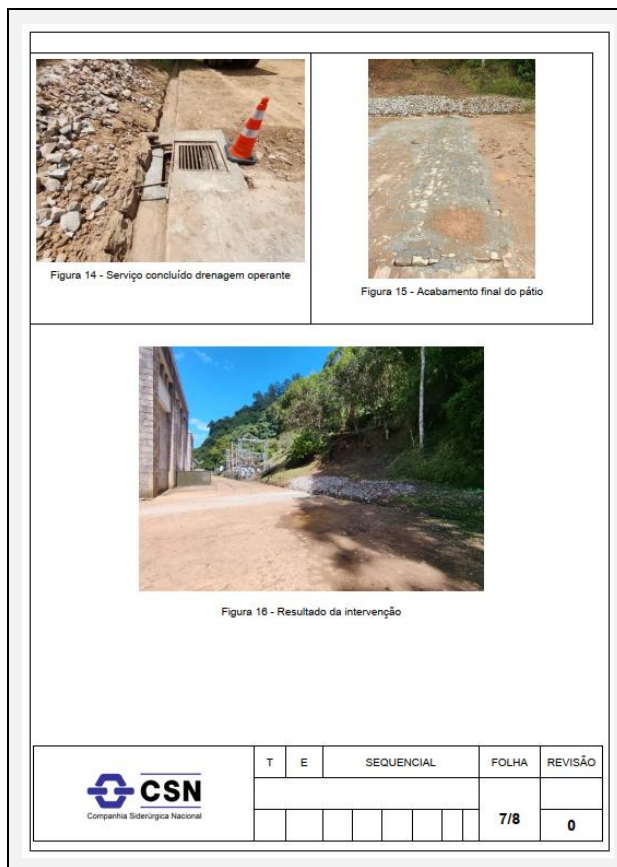 Figura 14 - Serviço concluído drenagem operante
Figura 15 - Acabamento final do pátio
Figura 16 - Resultado da intervenção
CSN
Companhia Siderúrgica Nacional
T E SEQUENCIAL FOLHA REVISÃO
7/8
0